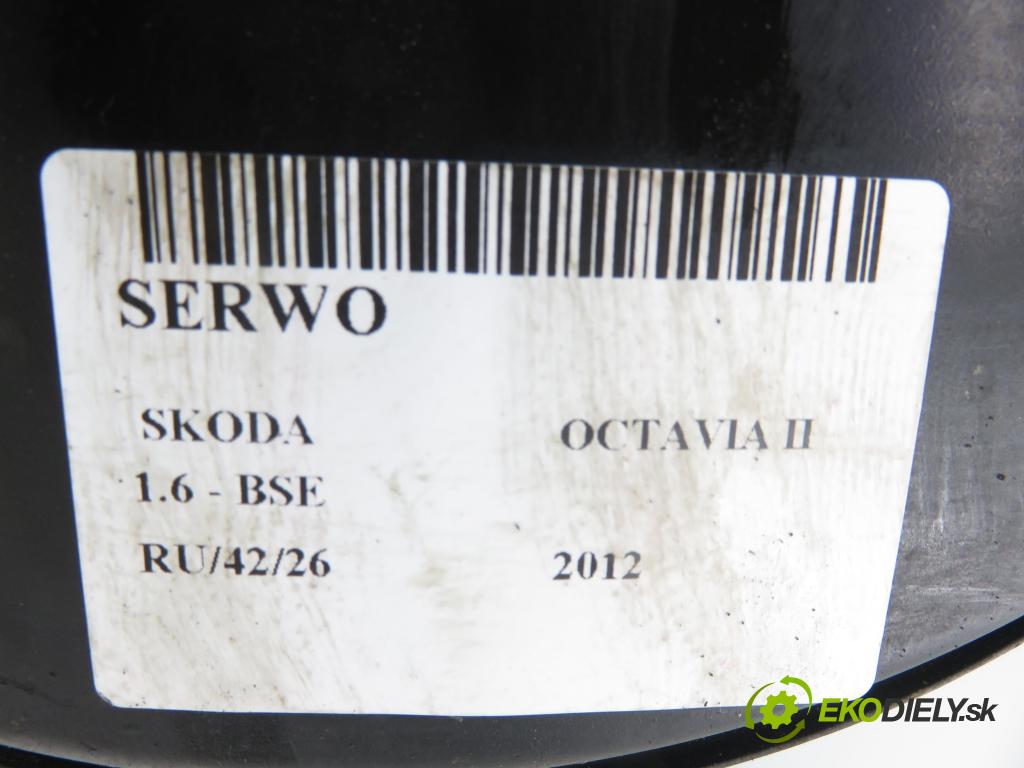 SERWO
SKODA OCTAVIA II
1.6 - BSE
RU/42/26 2012
EKODIELY.sk